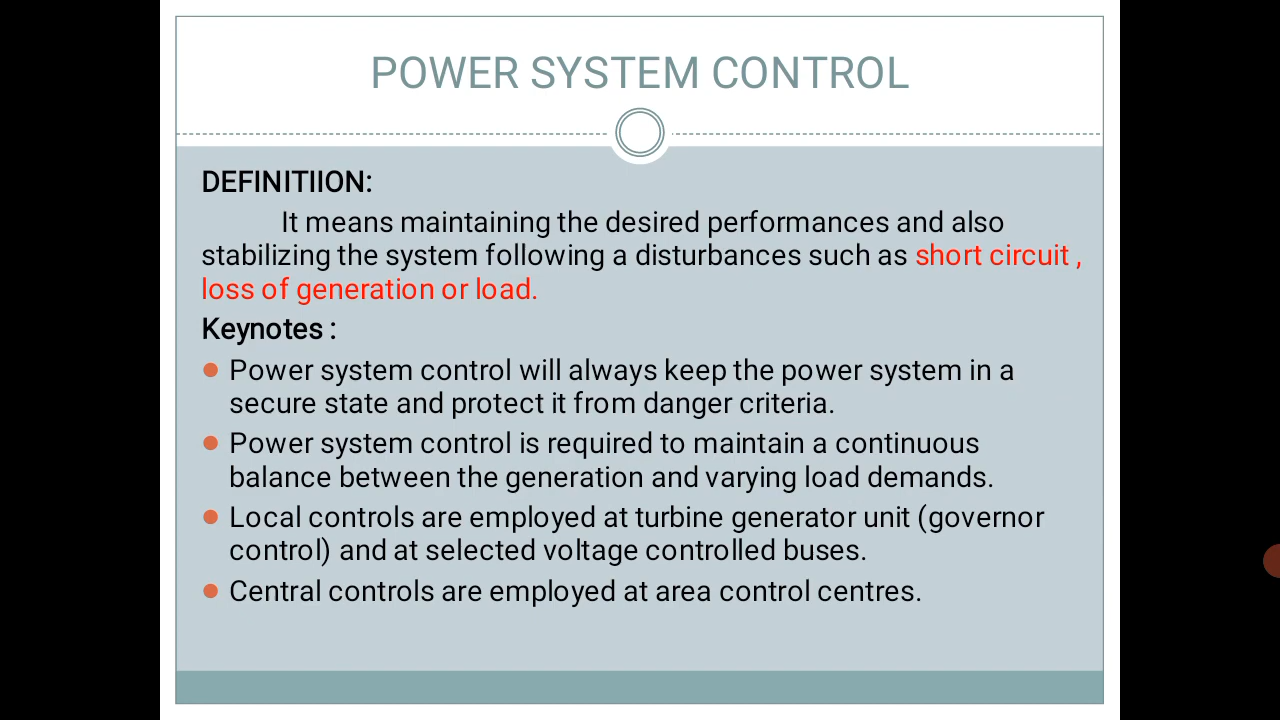 POWER SYSTEM CONTROL
DEFINITIION:
It means maintaining the desired performances and also
stabilizing the system following a disturbances such as short circuit ,
loss of generation or load.
Keynotes :
Power system control will always keep the power system in a
secure state and protect it from danger criteria.
Power system control is required to maintain a continuous
balance between the generation and varying load demands.
Local controls are employed at turbine generator unit (governor
control) and at selected voltage controlled buses.
Central controls are employed at area control centres.